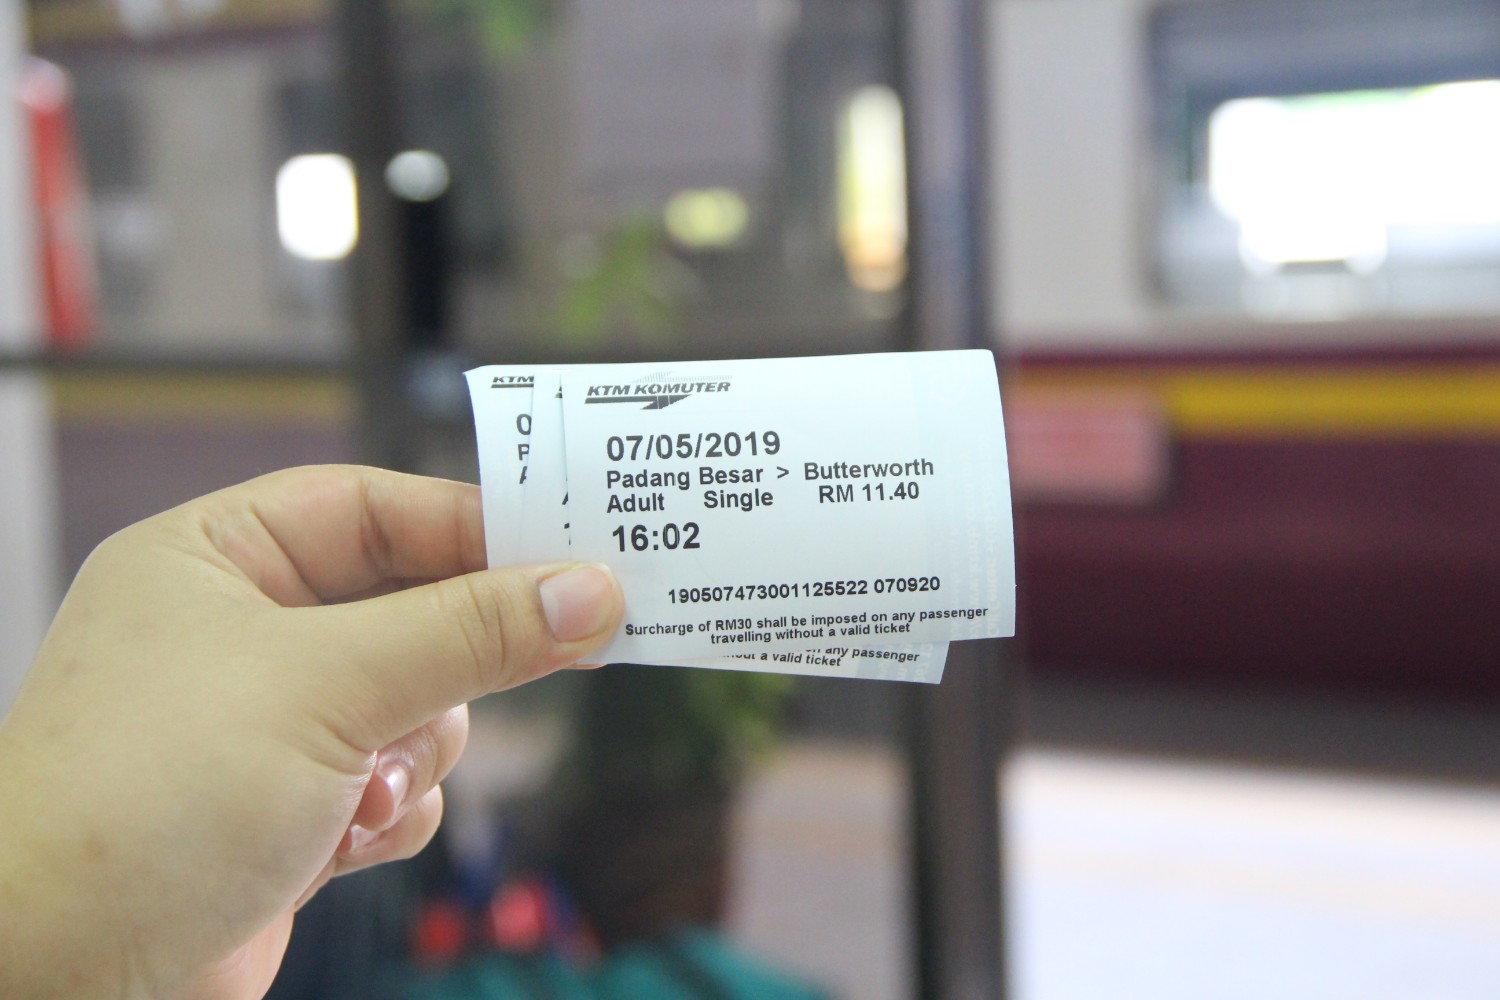 KTM
KTM KOMUTER
07/05/2019
Padang Besar > Butterworth
Adult Single RM 11.40
16:02
190507473001125522 070920
Surcharge of RM30 shall be imposed on any passenger
travelling without a valid ticket
on any passenger
a valid ticket